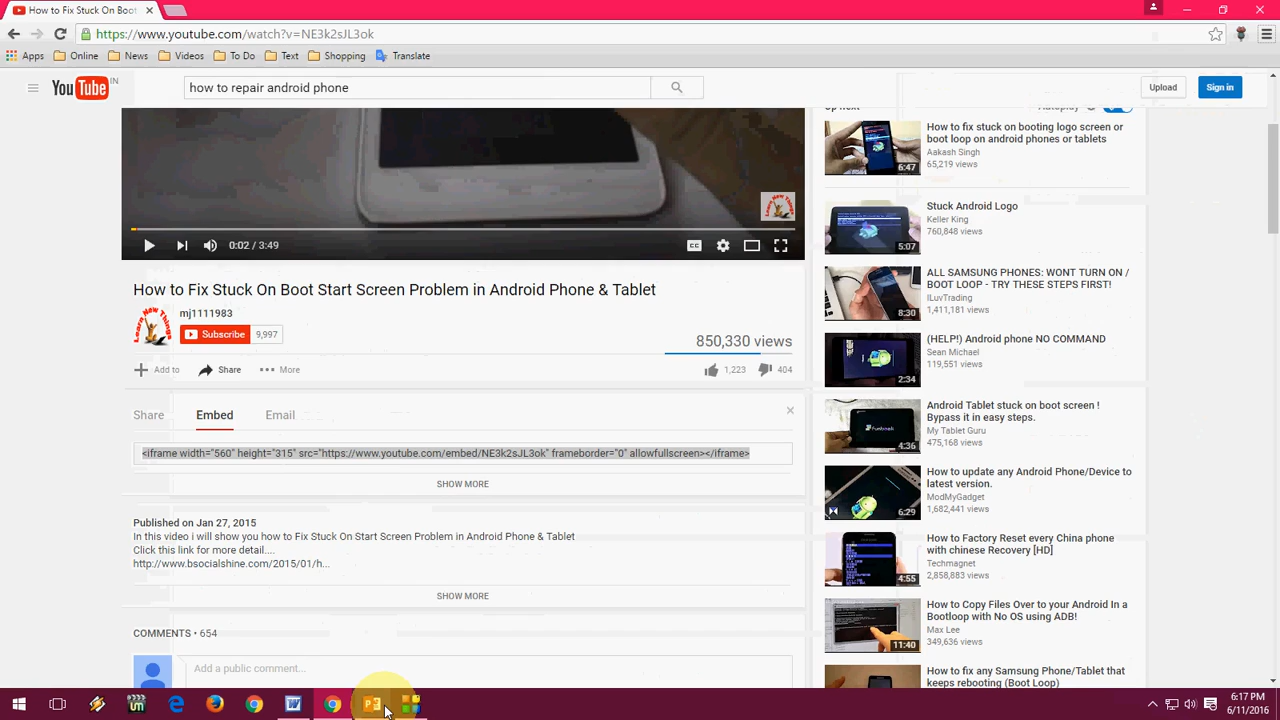 How to Fix Stuck On Boot
https://www.youtube.com/watch?v=NE3k2sJL3ok
Apps Online News Videos To Do Text Shopping Translate
YouTube IN
how to repair android phone
Upload Sign in
Up next Autoplay
How to fix stuck on booting logo screen or
boot loop on android phones or tablets
Aakash Singh
65,219 views
6:47
Stuck Android Logo
Keller King
760,848 views
5:07
ALL SAMSUNG PHONES: WONT TURN ON /
BOOT LOOP - TRY THESE STEPS FIRST!
ILuvTrading
1,411,181 views
8:30
(HELP!) Android phone NO COMMAND
Sean Michael
119,551 views
2:34
Android Tablet stuck on boot screen !
Bypass it in easy steps.
My Tablet Guru
475,168 views
4:36
How to update any Android Phone/Device to
latest version.
ModMyGadget
1,682,441 views
6:29
How to Factory Reset every China phone
with chinese Recovery [HD]
Techmagnet
2,858,883 views
4:55
How to Copy Files Over to your Android In a
Bootloop with No OS using ADB!
Max Lee
349,636 views
11:40
How to fix any Samsung Phone/Tablet that
keeps rebooting (Boot Loop)
0:02 / 3:49
CC
How to Fix Stuck On Boot Start Screen Problem in Android Phone & Tablet
mj1111983
Subscribe 9,997
850,330 views
Add to Share More
1,223 404
Share Embed Email
<iframe width="560" height="315" src="https://www.youtube.com/embed/NE3k2sJL3ok" frameborder="0" allowfullscreen></iframe>
SHOW MORE
Published on Jan 27, 2015
In this video i will show you how to Fix Stuck On Start Screen Problem in Android Phone & Tablet
Click this link for more detail....
SHOW MORE
COMMENTS • 654
Add a public comment...
6:17 PM
6/11/2016